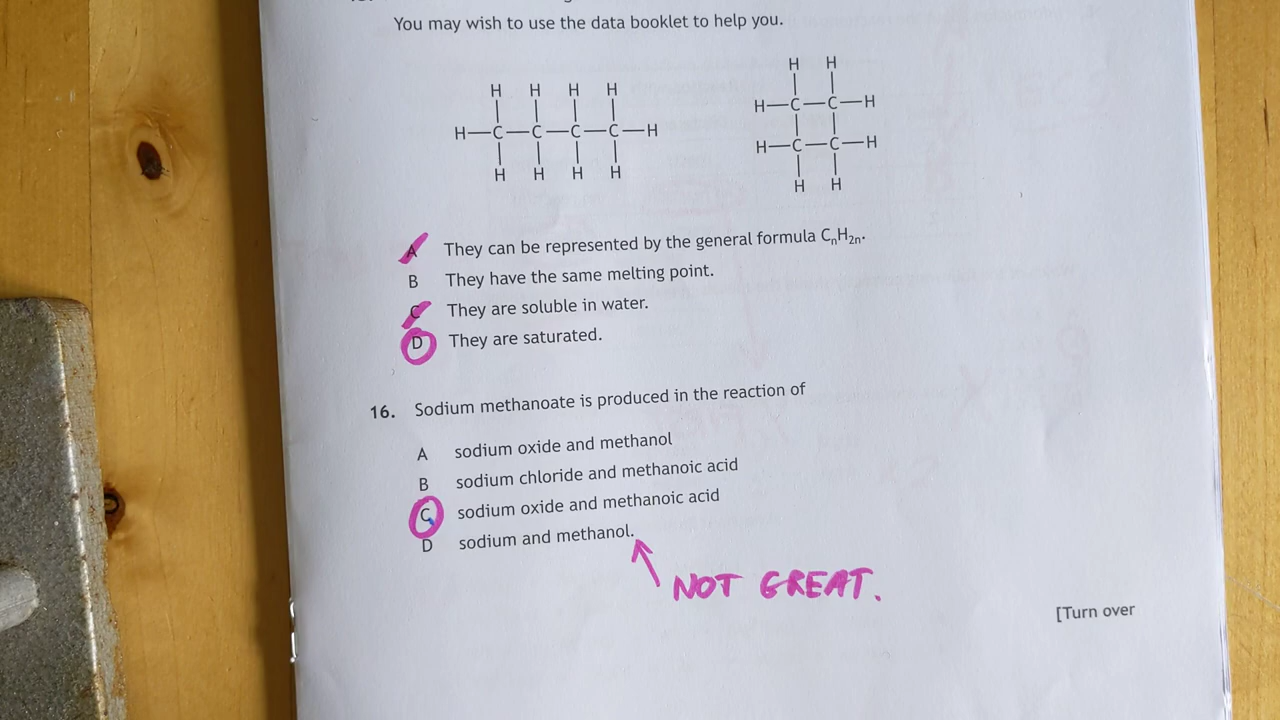 You may wish to use the data booklet to help you.
H H
H H H H
H—C—C—H
H—C—C—C—C—H
H—C—C—H
H H H H
H H
A They can be represented by the general formula CnH2n.
B They have the same melting point.
C They are soluble in water.
D They are saturated.
16. Sodium methanoate is produced in the reaction of
A sodium oxide and methanol
B sodium chloride and methanoic acid
C sodium oxide and methanoic acid
D sodium and methanol.
NOT GREAT.
[Turn over